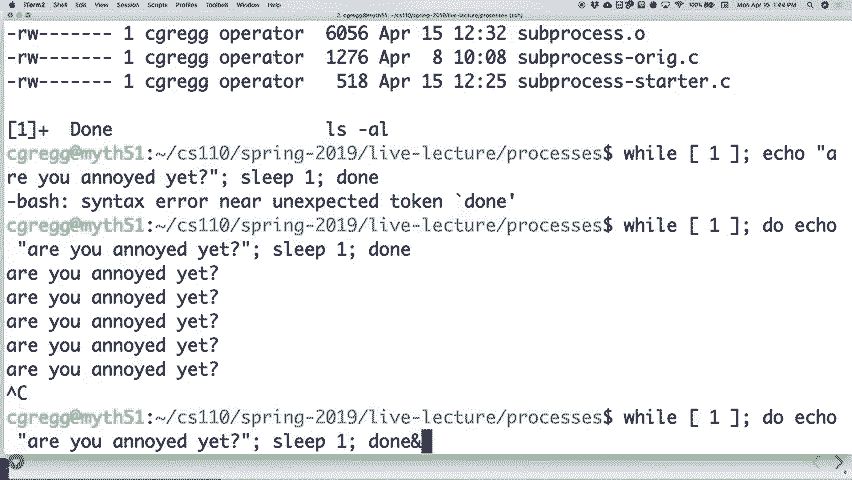 iTerm2 Shell Edit View Session Scripts Profiles Toolbelt Window Help
100% Mon Apr 15 1:44 PM
-rw------- 1 cgregg operator  6056 Apr 15 12:32 subprocess.o
-rw------- 1 cgregg operator  1276 Apr  8 10:08 subprocess-orig.c
-rw------- 1 cgregg operator   518 Apr 15 12:25 subprocess-starter.c
[1]+  Done                  ls -al
cgregg@myth51:~/cs110/spring-2019/live-lecture/processes$ while [ 1 ]; echo "a
re you annoyed yet?"; sleep 1; done
-bash: syntax error near unexpected token `done'
cgregg@myth51:~/cs110/spring-2019/live-lecture/processes$ while [ 1 ]; do echo
 "are you annoyed yet?"; sleep 1; done
are you annoyed yet?
are you annoyed yet?
are you annoyed yet?
are you annoyed yet?
are you annoyed yet?
^C
cgregg@myth51:~/cs110/spring-2019/live-lecture/processes$ while [ 1 ]; do echo
 "are you annoyed yet?"; sleep 1; done&